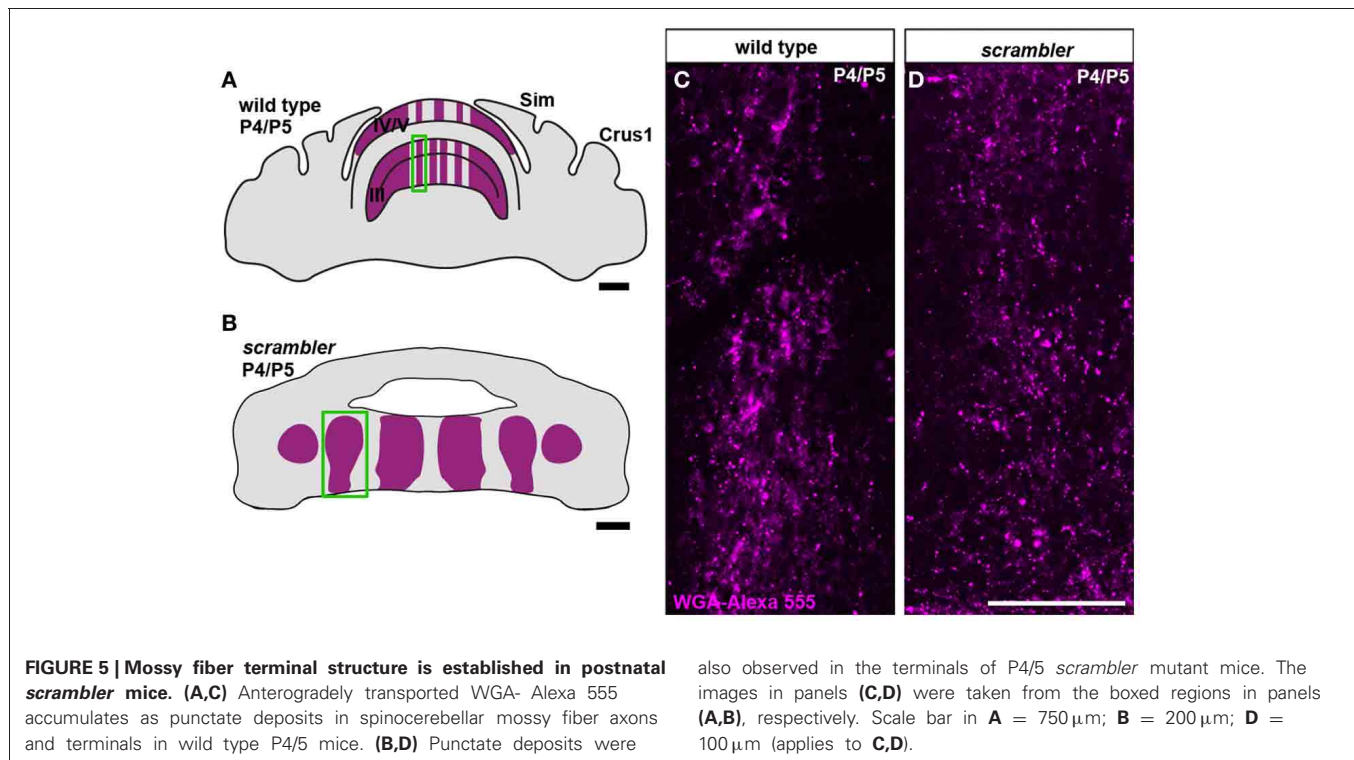 A
wild type
P4/P5
Sim
Crus1
IV/V
III
B
scrambler
P4/P5
wild type
C
P4/P5
WGA-Alexa 555
scrambler
D
P4/P5
FIGURE 5 | Mossy fiber terminal structure is established in postnatal
scrambler mice. (A,C) Anterogradely transported WGA- Alexa 555
accumulates as punctate deposits in spinocerebellar mossy fiber axons
and terminals in wild type P4/5 mice. (B,D) Punctate deposits were
also observed in the terminals of P4/5 scrambler mutant mice. The
images in panels (C,D) were taken from the boxed regions in panels
(A,B), respectively. Scale bar in A = 750 μm; B = 200 μm; D =
100 μm (applies to C,D).